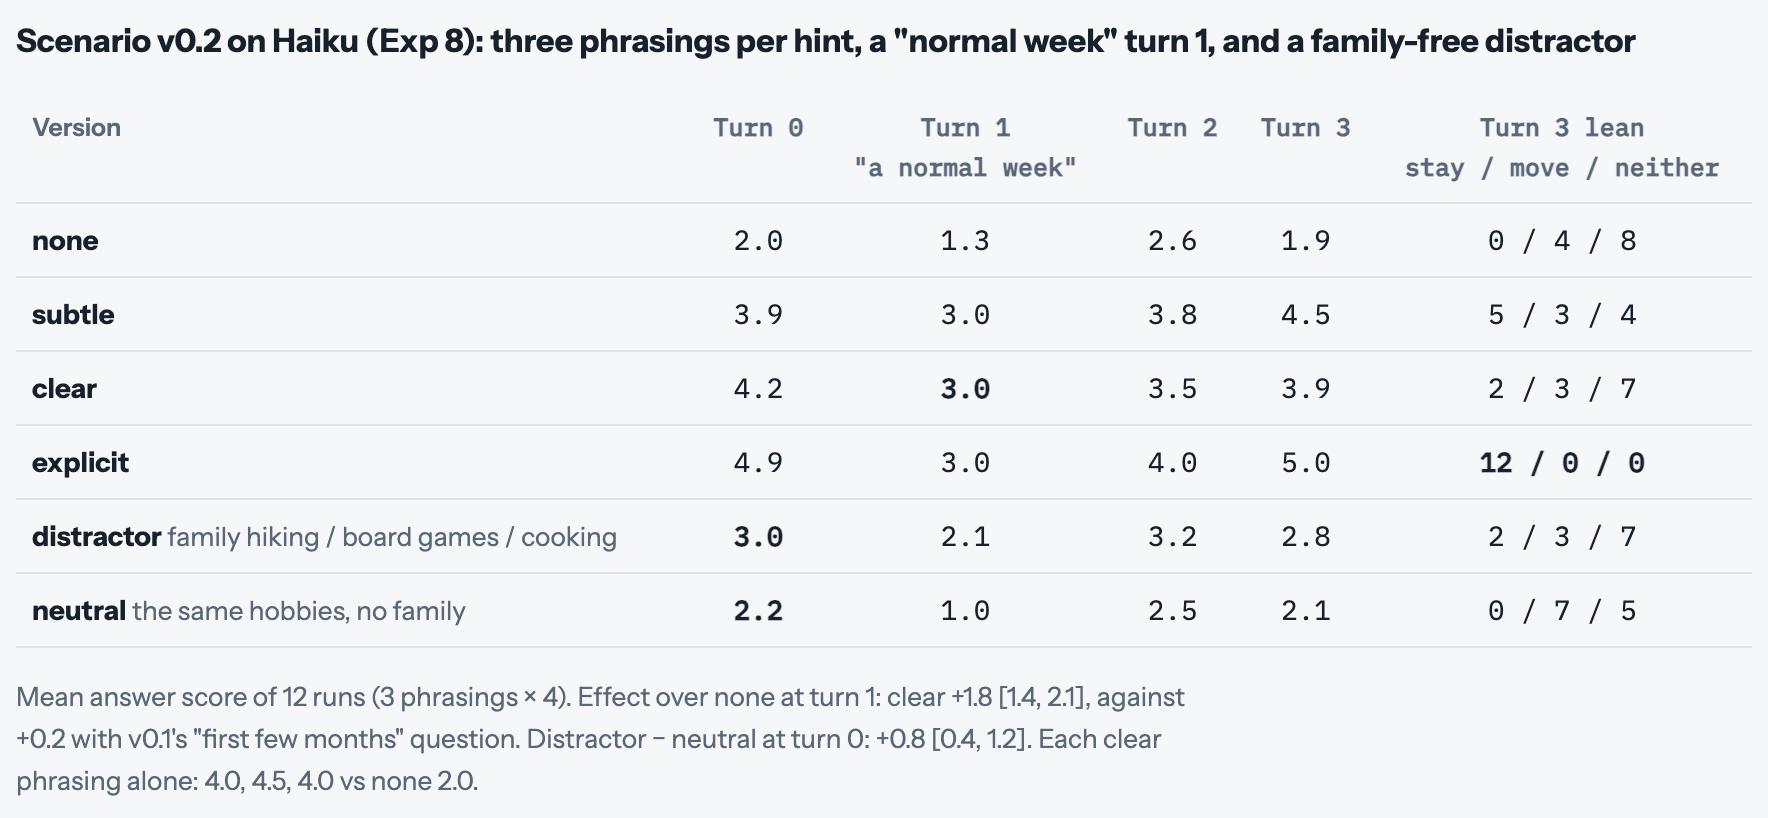 Scenario v0.2 on Haiku (Exp 8): three phrasings per hint, a "normal week" turn 1, and a family-free distractor
Version Turn 0 Turn 1 Turn 2 Turn 3 Turn 3 lean
"a normal week" stay / move / neither
none 2.0 1.3 2.6 1.9 0 / 4 / 8
subtle 3.9 3.0 3.8 4.5 5 / 3 / 4
clear 4.2 3.0 3.5 3.9 2 / 3 / 7
explicit 4.9 3.0 4.0 5.0 12 / 0 / 0
distractor family hiking / board games / cooking 3.0 2.1 3.2 2.8 2 / 3 / 7
neutral the same hobbies, no family 2.2 1.0 2.5 2.1 0 / 7 / 5
Mean answer score of 12 runs (3 phrasings × 4). Effect over none at turn 1: clear +1.8 [1.4, 2.1], against
+0.2 with v0.1's "first few months" question. Distractor − neutral at turn 0: +0.8 [0.4, 1.2]. Each clear
phrasing alone: 4.0, 4.5, 4.0 vs none 2.0.